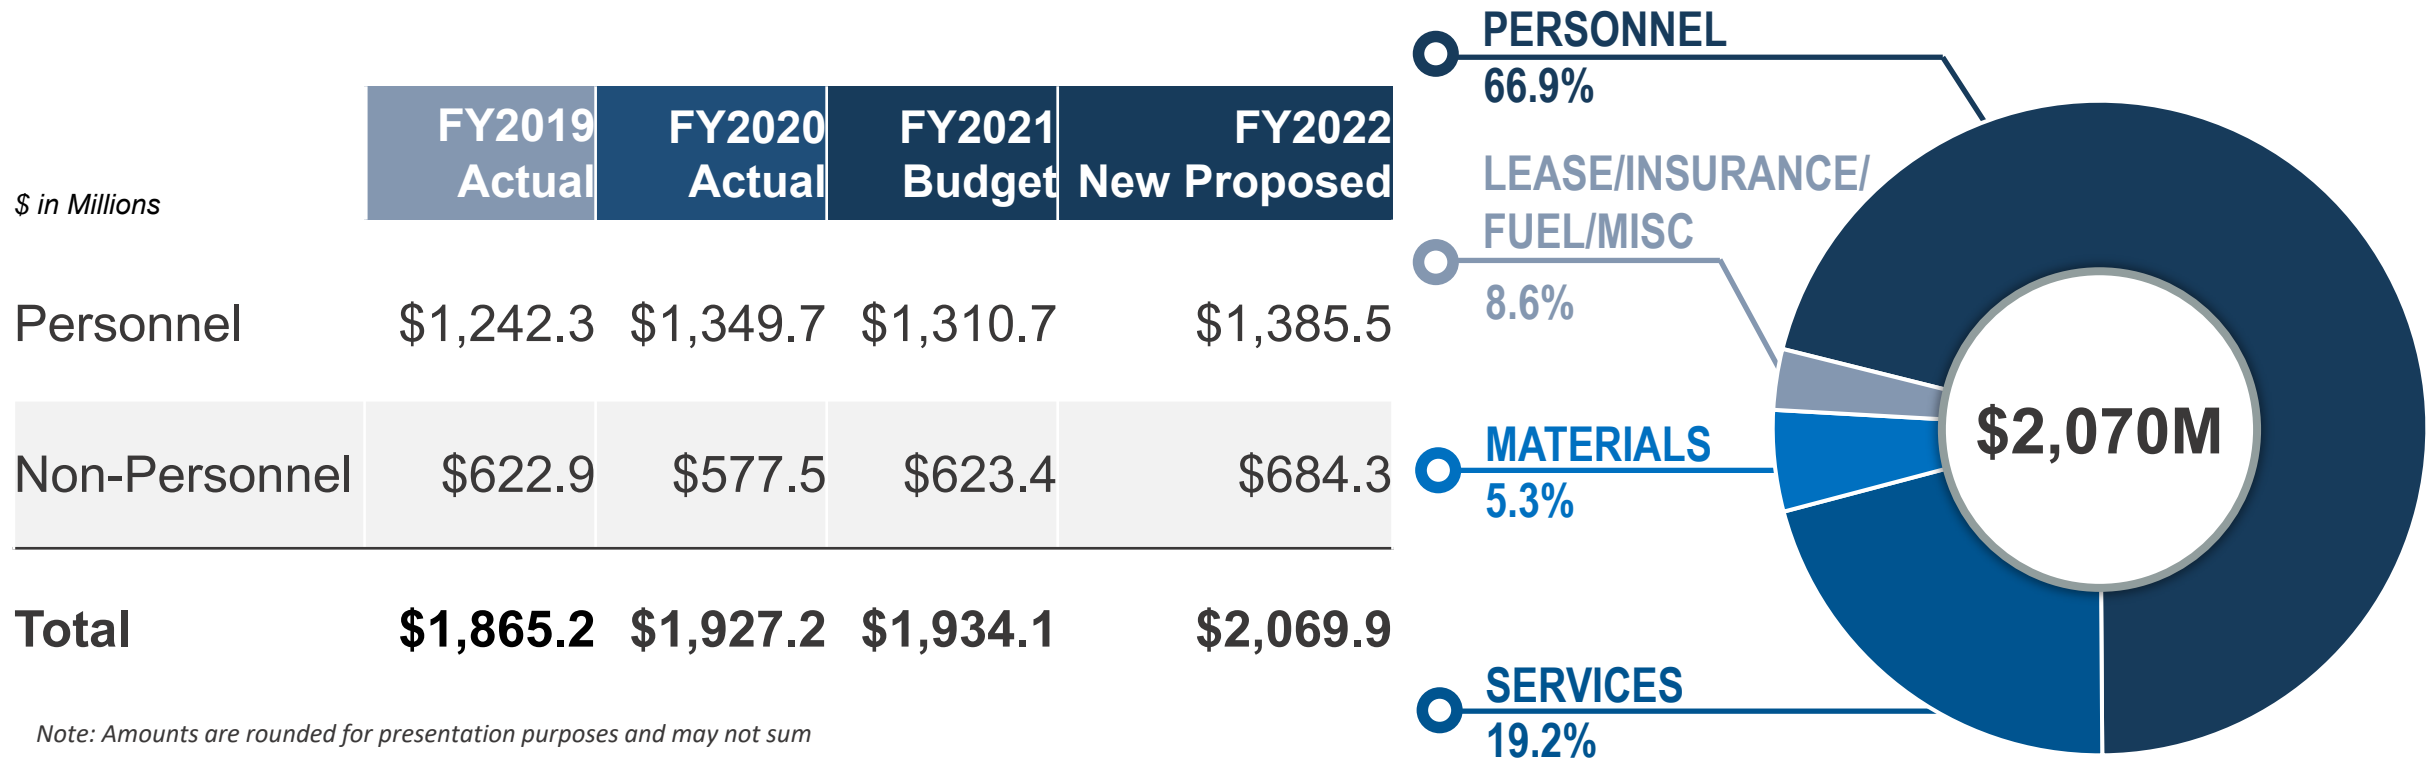 $ in Millions
FY2019 Actual
FY2020 Actual
FY2021 Budget
FY2022 New Proposed
Personnel $1,242.3 $1,349.7 $1,310.7 $1,385.5
Non-Personnel $622.9 $577.5 $623.4 $684.3
Total $1,865.2 $1,927.2 $1,934.1 $2,069.9
Note: Amounts are rounded for presentation purposes and may not sum
PERSONNEL
66.9%
LEASE/INSURANCE/
FUEL/MISC
8.6%
MATERIALS
5.3%
SERVICES
19.2%
$2,070M